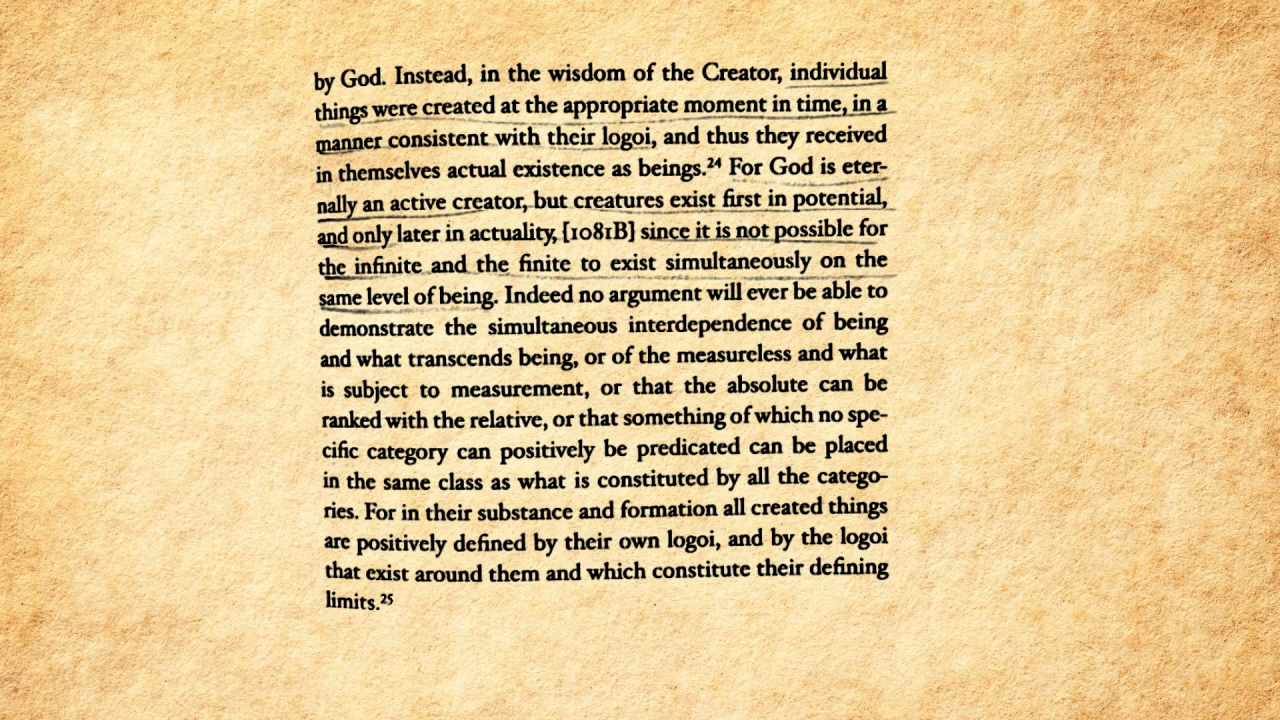 by God. Instead, in the wisdom of the Creator, individual
things were created at the appropriate moment in time, in a
manner consistent with their logoi, and thus they received
in themselves actual existence as beings.²⁴ For God is eter-
nally an active creator, but creatures exist first in potential,
and only later in actuality, [1081B] since it is not possible for
the infinite and the finite to exist simultaneously on the
same level of being. Indeed no argument will ever be able to
demonstrate the simultaneous interdependence of being
and what transcends being, or of the measureless and what
is subject to measurement, or that the absolute can be
ranked with the relative, or that something of which no spe-
cific category can positively be predicated can be placed
in the same class as what is constituted by all the catego-
ries. For in their substance and formation all created things
are positively defined by their own logoi, and by the logoi
that exist around them and which constitute their defining
limits.²⁵